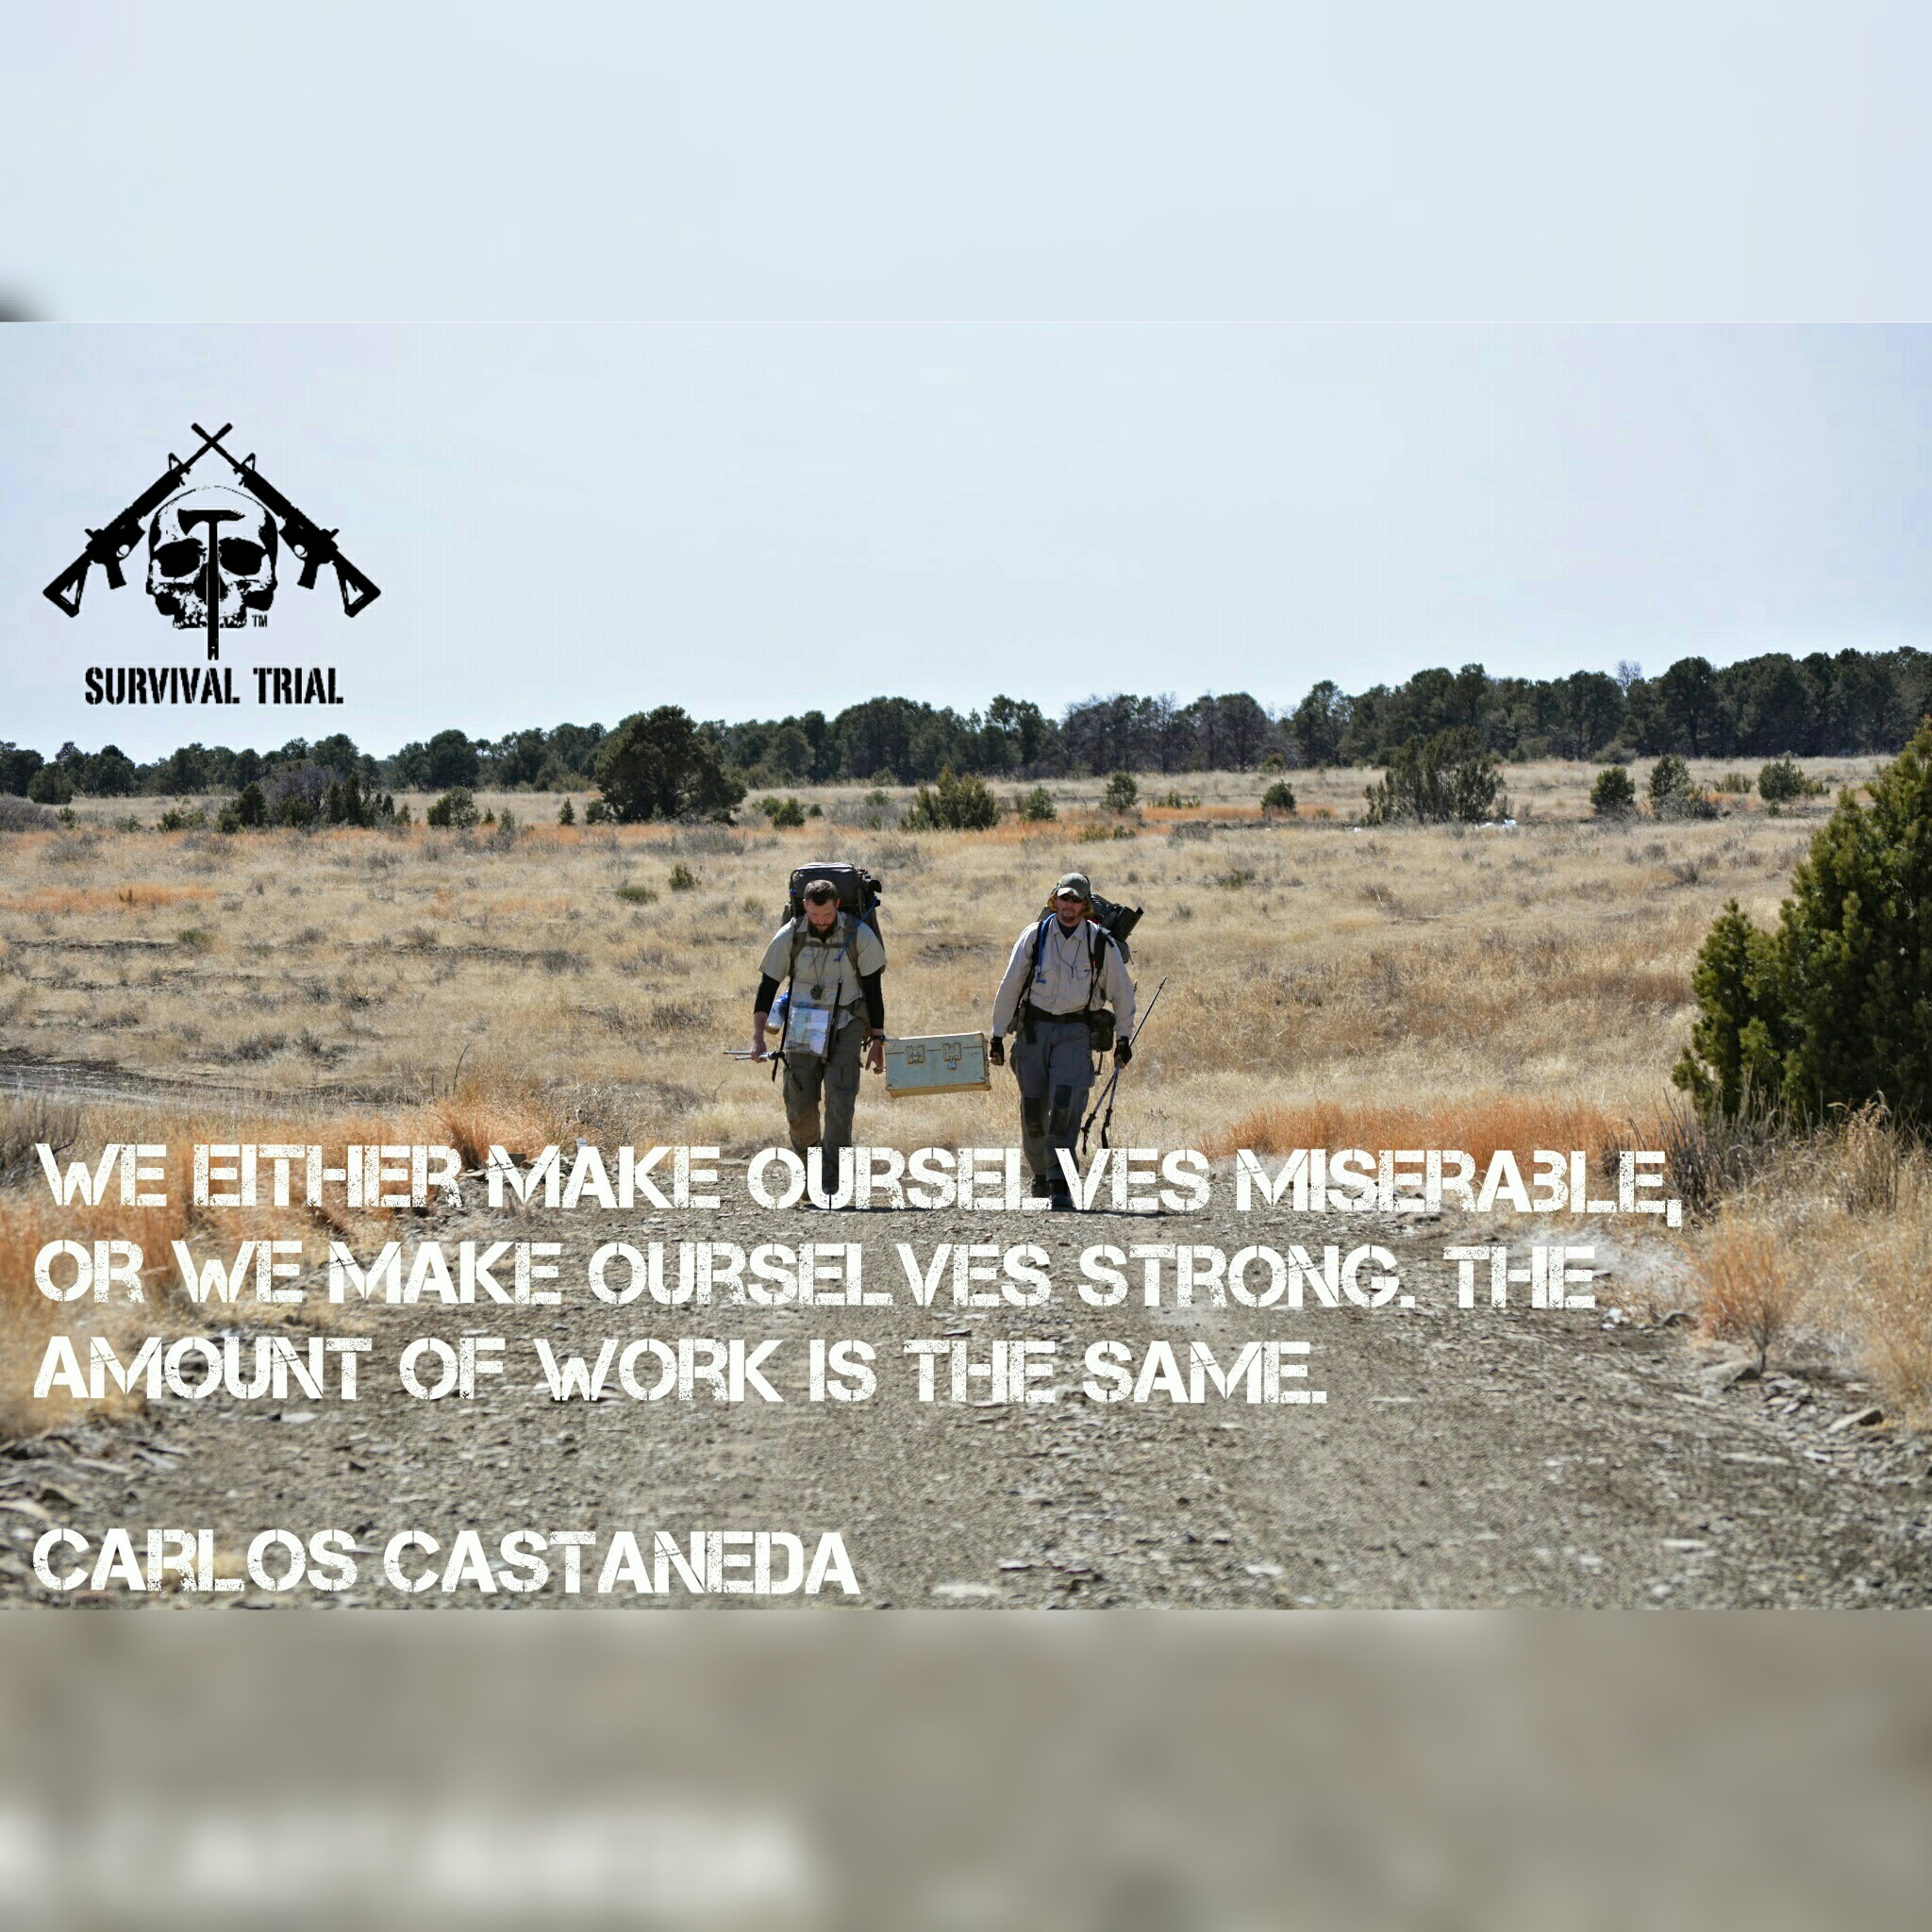 TM
SURVIVAL TRIAL
WE EITHER MAKE OURSELVES MISERABLE,
OR WE MAKE OURSELVES STRONG. THE
AMOUNT OF WORK IS THE SAME.
CARLOS CASTANEDA